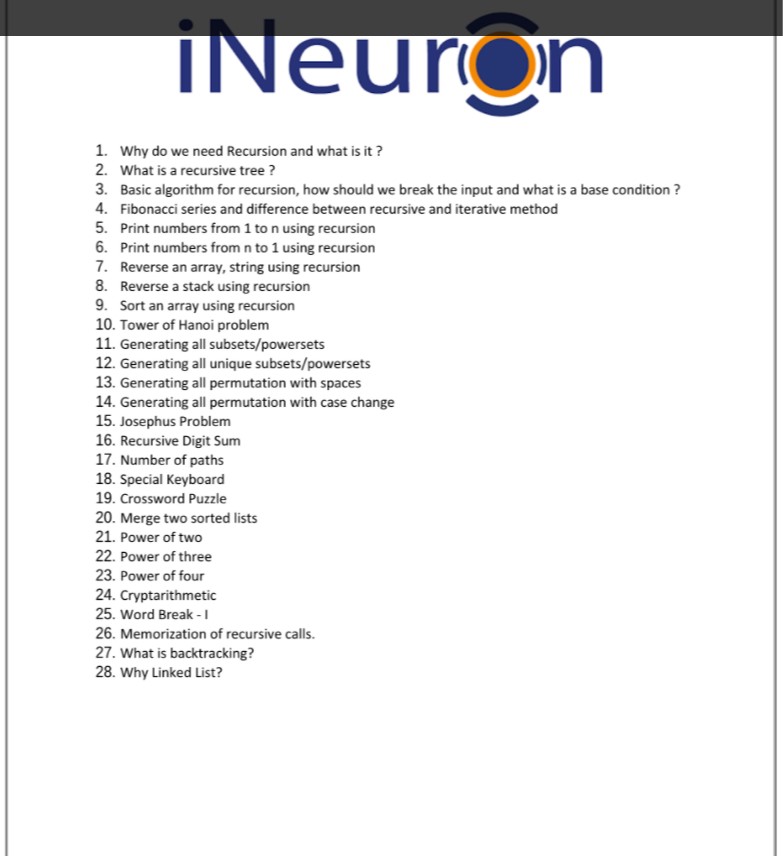 iNeuron
1. Why do we need Recursion and what is it ?
2. What is a recursive tree ?
3. Basic algorithm for recursion, how should we break the input and what is a base condition ?
4. Fibonacci series and difference between recursive and iterative method
5. Print numbers from 1 to n using recursion
6. Print numbers from n to 1 using recursion
7. Reverse an array, string using recursion
8. Reverse a stack using recursion
9. Sort an array using recursion
10. Tower of Hanoi problem
11. Generating all subsets/powersets
12. Generating all unique subsets/powersets
13. Generating all permutation with spaces
14. Generating all permutation with case change
15. Josephus Problem
16. Recursive Digit Sum
17. Number of paths
18. Special Keyboard
19. Crossword Puzzle
20. Merge two sorted lists
21. Power of two
22. Power of three
23. Power of four
24. Cryptarithmetic
25. Word Break - I
26. Memorization of recursive calls.
27. What is backtracking?
28. Why Linked List?